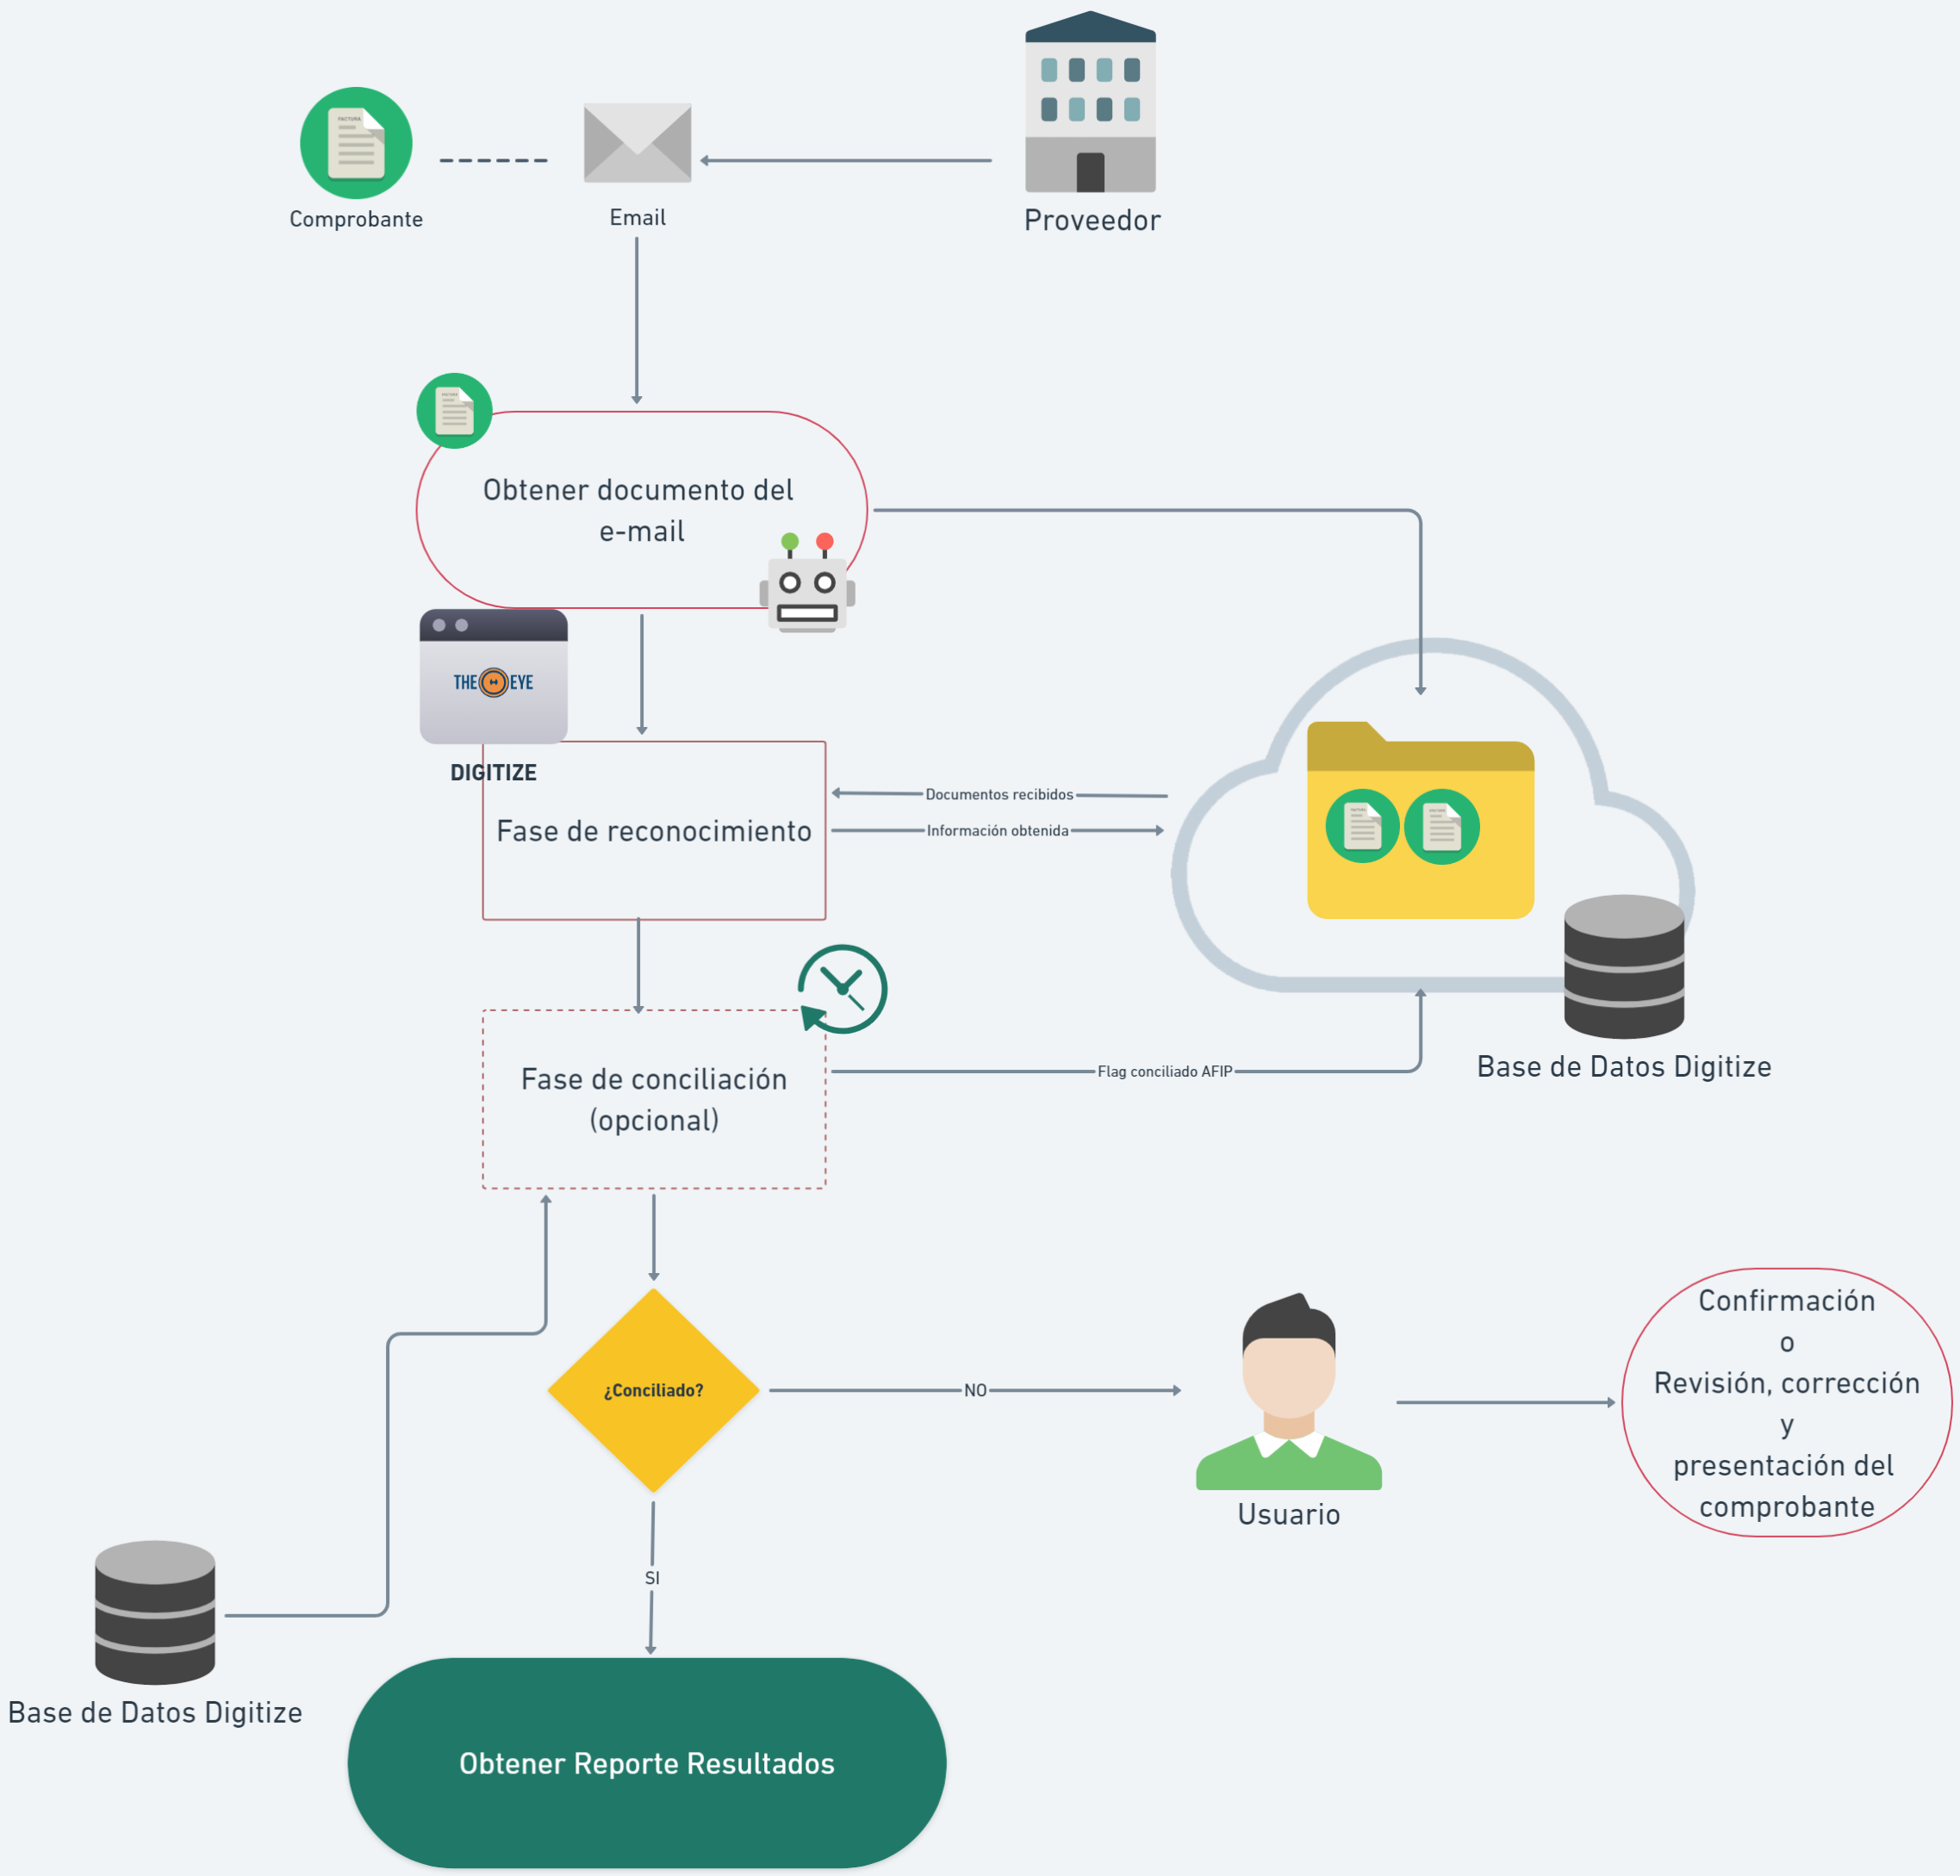 FACTURA
Comprobante
Email
Proveedor
Obtener documento del
e-mail
THE EYE
DIGITIZE
Fase de reconocimiento
Documentos recibidos
Información obtenida
Fase de conciliación
(opcional)
Flag conciliado AFIP
Base de Datos Digitize
¿Conciliado?
NO
Usuario
Confirmación
o
Revisión, corrección
y
presentación del
comprobante
SI
Base de Datos Digitize
Obtener Reporte Resultados